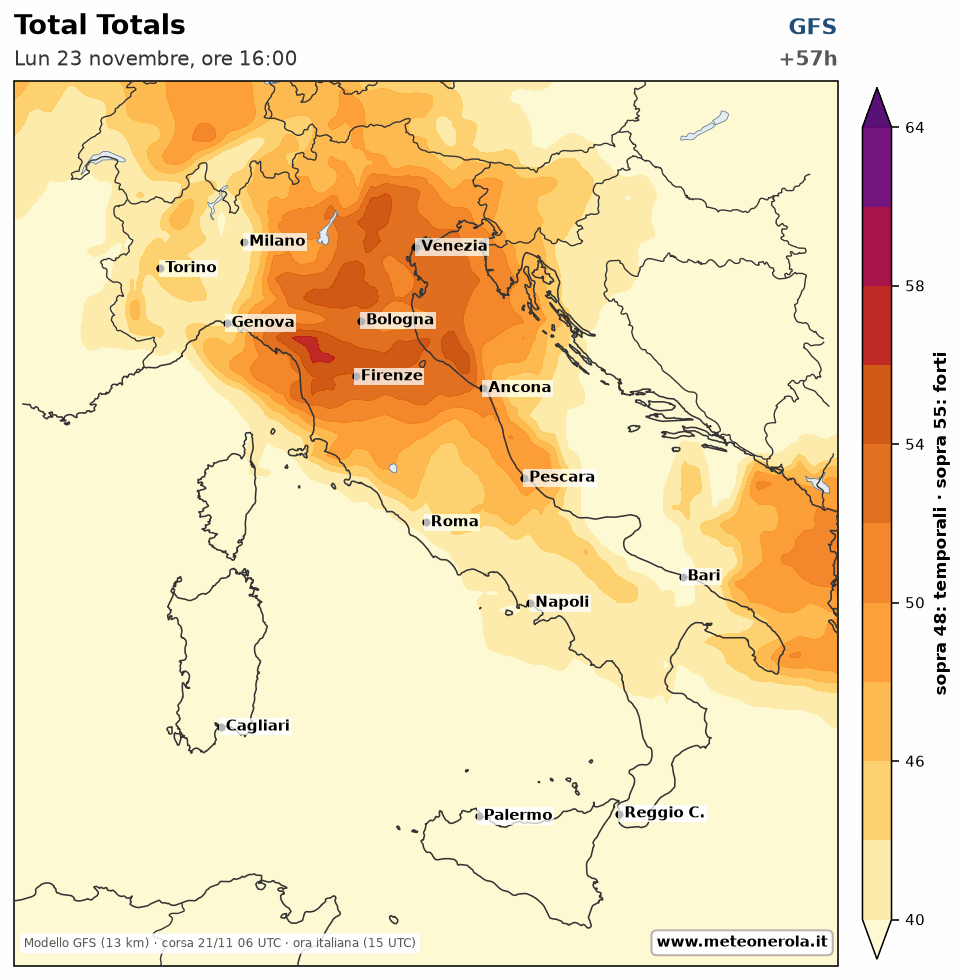 Total Totals
GFS
Lun 23 novembre, ore 16:00
+57h
64
58
54
50
46
40
sopra 48: temporali · sopra 55: forti
Milano
Venezia
Torino
Genova
Bologna
Firenze
Ancona
Pescara
Roma
Bari
Napoli
Cagliari
Palermo
Reggio C.
Modello GFS (13 km) · corsa 21/11 06 UTC · ora italiana (15 UTC)
www.meteonerola.it